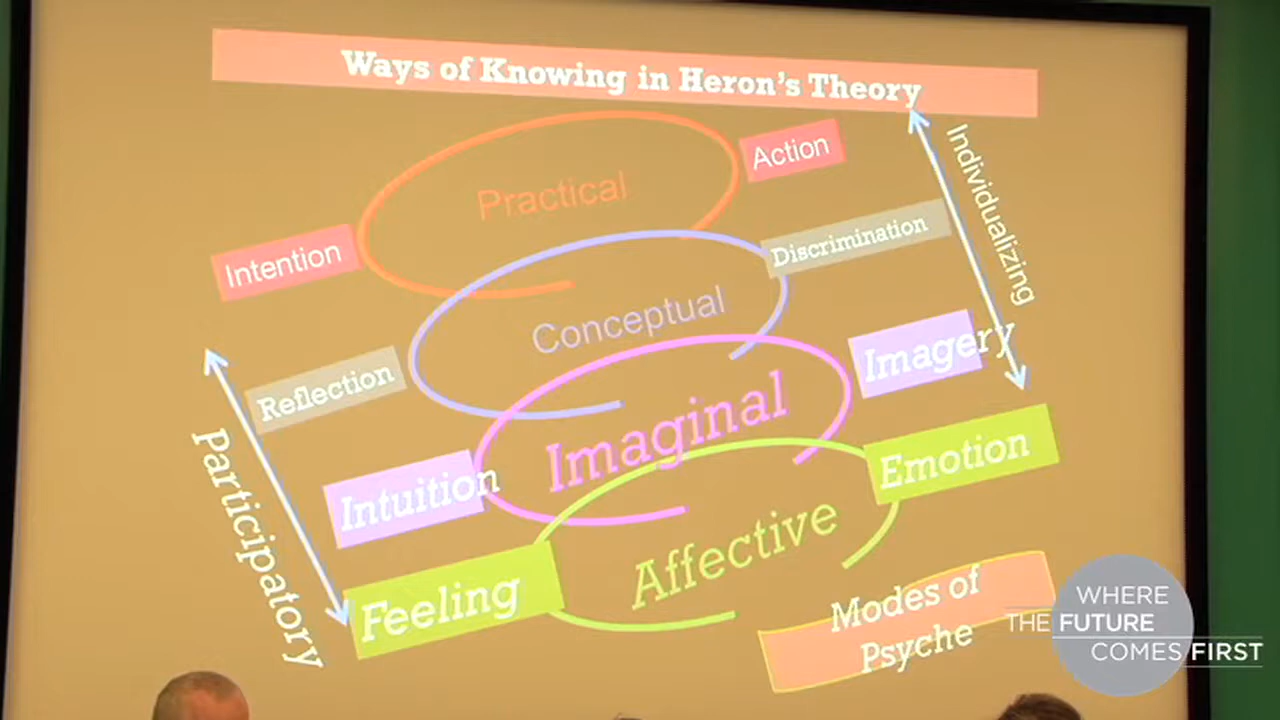 Ways of Knowing in Heron's Theory
Practical
Action
Intention
Individualizing
Discrimination
Conceptual
Reflection
Imagery
Imaginal
Intuition
Participatory
Emotion
Affective
Feeling
Modes of
Psyche
WHERE
THE FUTURE
COMES FIRST